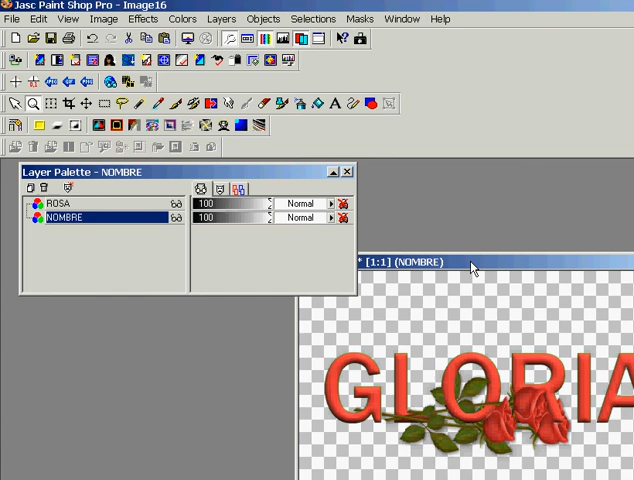 Jasc Paint Shop Pro - Image16
File Edit View Image Effects Colors Layers Objects Selections Masks Window Help
Layer Palette - NOMBRE
ROSA 100 Normal
NOMBRE 100 Normal
* [1:1] (NOMBRE)
GLORIA